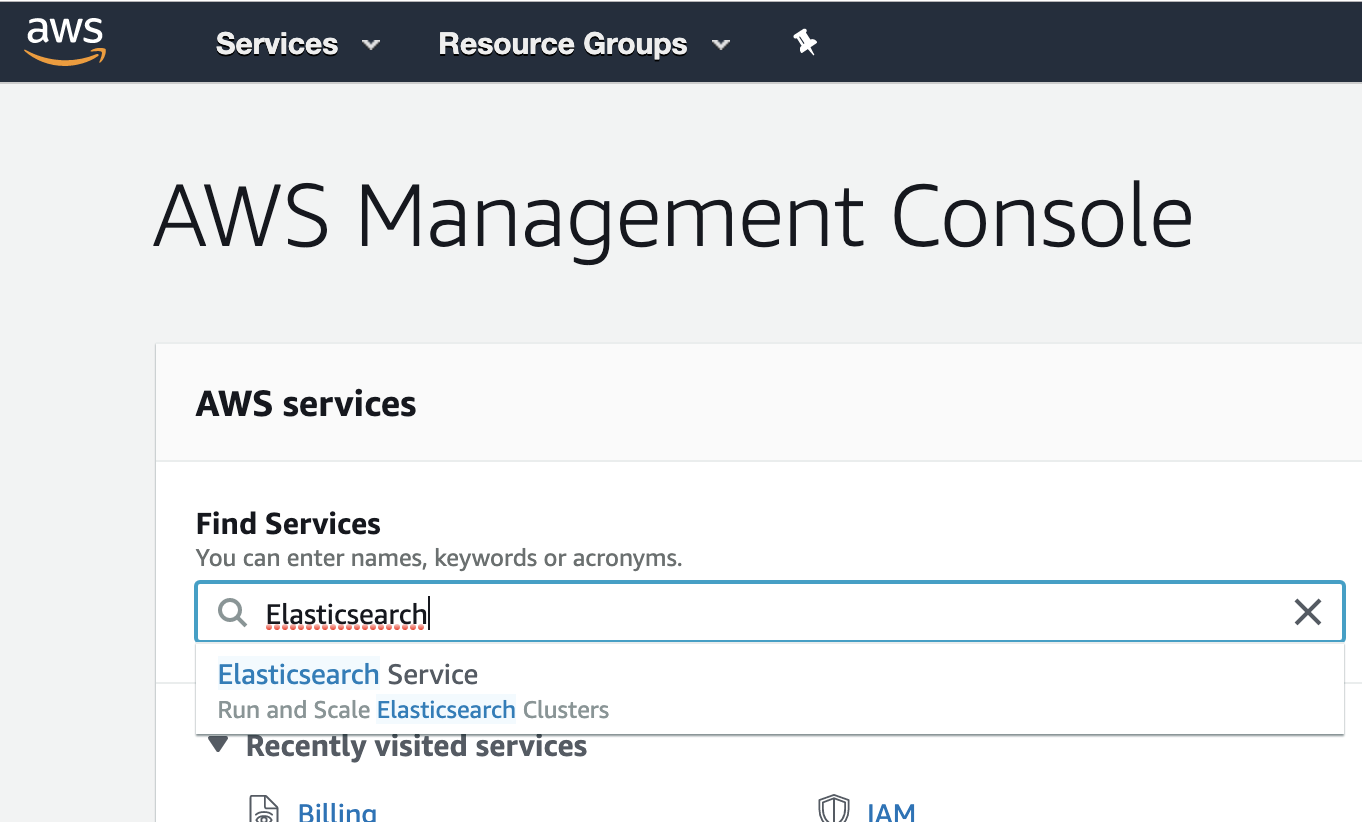 aws
Services Resource Groups
AWS Management Console
AWS services
Find Services
You can enter names, keywords or acronyms.
Elasticsearch
Elasticsearch Service
Run and Scale Elasticsearch Clusters
Recently visited services
Billing IAM